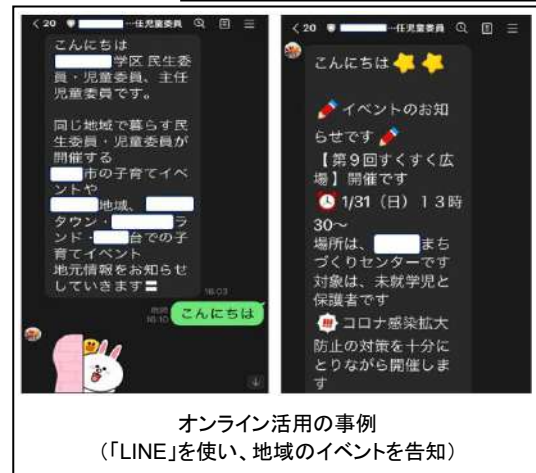 < 20 …任児童委員
こんにちは
学区 民生委
員・児童委員、主任
児童委員です。
同じ地域で暮らす民
生委員・児童委員が
開催する
市の子育てイベ
ントや
地域、
タウン・ラ
ンド・台での子
育てイベント
地元情報をお知らせ
していきます
16:03
既読
16:10
こんにちは
< 20 …任児童委員
こんにちは
イベントのお知
らせです
【第9回すくすく広
場】開催です
1/31(日)13時
30〜
場所は、まち
づくりセンターです
対象は、未就学児と
保護者です
コロナ感染拡大
防止の対策を十分に
とりながら開催しま
す
オンライン活用の事例
(「LINE」を使い、地域のイベントを告知)